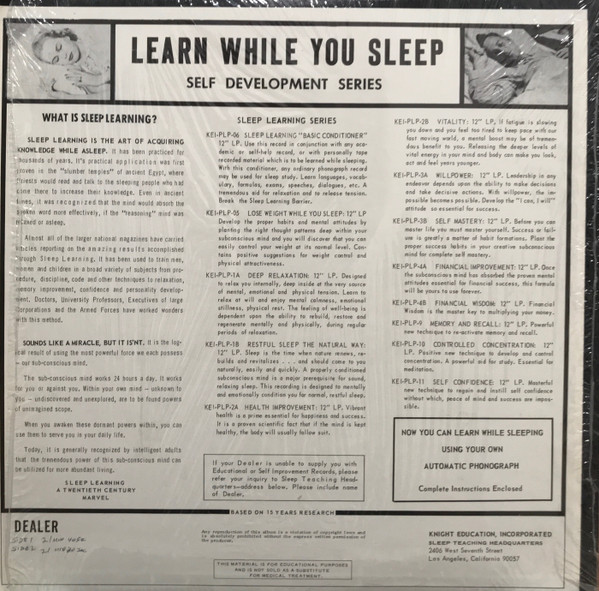 LEARN WHILE YOU SLEEP
SELF DEVELOPMENT SERIES
WHAT IS SLEEP LEARNING?
SLEEP LEARNING IS THE ART OF ACQUIRING
KNOWLEDGE WHILE ASLEEP. It has been practiced for
thousands of years. It's practical application was first
proven in the "slumber temples" of ancient Egypt, where
priests would read and talk to the sleeping people who had
come there to increase their knowledge. Even in ancient
times, it was recognized that the mind would absorb the
spoken word more effectively, if the "reasoning" mind was
relaxed or asleep.
Almost all of the larger national magazines have carried
articles reporting on the amazing results accomplished
through Sleep Learning. It has been used to train men,
women and children in a broad variety of subjects from pro-
cedure, discipline, code and other techniques to relaxation,
memory improvement, confidence and personality develop-
ment. Doctors, University Professors, Executives of large
Corporations and the Armed Forces have worked wonders
with this method.
SOUNDS LIKE A MIRACLE, BUT IT ISN'T. It is the log-
ical result of using the most powerful force we each possess
- our sub-conscious mind.
The sub-conscious mind works 24 hours a day. It works
for you or against you. Within your own mind - unknown to
you - undiscovered and unexplored, are to be found powers
of unimagined scope.
When you awaken these dormant powers within, you can
use them to serve you in your daily life.
Today, it is generally recognized by intelligent adults
that the tremendous power of this sub-conscious mind can
be utilized for more abundant living.
SLEEP LEARNING
A TWENTIETH CENTURY
MARVEL
SLEEP LEARNING SERIES
KEI-PLP-06 SLEEP LEARNING "BASIC CONDITIONER"
12" LP. Use this record in conjunction with any aca-
demic or self-help record, or with personally tape
recorded material which is to be learned while sleeping.
With this conditioner, any ordinary phonograph record
may be used for sleep study. Learn languages, vocab-
ulary, formulas, exams, speeches, dialogues, etc. A
tremendous aid for relaxation and to release tension.
Break the Sleep Learning Barrier.
KEI-PLP-05 LOSE WEIGHT WHILE YOU SLEEP: 12" LP
Develop the proper habits and mental attitudes by
planting the right thought patterns deep within your
subconscious mind and you will discover that you can
easily control your weight at its normal level. Con-
tains positive suggestions for weight control and
physical attractiveness.
KEI-PLP-1A DEEP RELAXATION: 12" LP. Designed
to relax you internally, deep inside at the very source
of mental, emotional and physical tension. Learn to
relax at will and enjoy mental calmness, emotional
stillness, physical rest. The feeling of well-being is
dependent upon the ability to rebuild, restore and
regenerate mentally and physically, during regular
periods of relaxation.
KEI-PLP-1B RESTFUL SLEEP THE NATURAL WAY:
12" LP. Sleep is the time when nature renews, re-
builds and revitalizes . . . and should come to you
naturally, easily and quickly. A properly conditioned
subconscious mind is a major prerequisite for sound,
relaxing sleep. This recording is designed to mentally
and emotionally condition you for normal, restful sleep.
KEI-PLP-2A HEALTH IMPROVEMENT: 12" LP. Vibrant
health is a prime essential for happiness and success.
It is a proven scientific fact that if the mind is kept
healthy, the body will usually follow suit.
If your Dealer is unable to supply you with
Educational or Self Improvement Records, please
refer your inquiry to Sleep Teaching Head-
quarters-address below. Please include name
of Dealer.
KEI-PLP-2B VITALITY: 12" LP. If fatigue is slowing
you down and you feel too tired to keep pace with our
fast moving world, a mental boost may be of tremen-
dous benefit to you. Releasing the deeper levels of
vital energy in your mind and body can make you look,
act and feel years younger.
KEI-PLP-3A WILLPOWER: 12" LP. Leadership in any
endeavor depends upon the ability to make decisions
and take decisive actions. With willpower, the im-
possible becomes possible. Develop the "I can, I will"
attitude so essential for success.
KEI-PLP-3B SELF MASTERY: 12" LP. Before you can
master life you must master yourself. Success or fail-
ure is greatly a matter of habit formations. Plant the
proper success habits in your creative subconscious
mind for complete self mastery.
KEI-PLP-4A FINANCIAL IMPROVEMENT: 12" LP. Once
the subconscious mind has absorbed the proven mental
attitudes essential for financial success, this formula
will be yours to use forever.
KEI-PLP-4B FINANCIAL WISDOM: 12" LP. Financial
Wisdom is the master key to multiplying your money.
KEI-PLP-9 MEMORY AND RECALL: 12" LP. Powerful
new technique to re-activate memory and recall.
KEI-PLP-10 CONTROLLED CONCENTRATION: 12"
LP. Positive new technique to develop and control
concentration. A powerful aid for study. Essential for
meditation.
KEI-PLP-11 SELF CONFIDENCE: 12" LP. Masterful
new technique to regain and instill self confidence
without which, peace of mind and success are impos-
sible.
NOW YOU CAN LEARN WHILE SLEEPING
USING YOUR OWN
AUTOMATIC PHONOGRAPH
Complete Instructions Enclosed
BASED ON 15 YEARS RESEARCH
DEALER
Any reproduction of this album is a violation of copyright laws and
is absolutely prohibited without the express written permission of
the producer.
KNIGHT EDUCATION, INCORPORATED
SLEEP TEACHING HEADQUARTERS
2406 West Seventh Street
Los Angeles, California 90057
THIS MATERIAL IS FOR EDUCATIONAL PURPOSES
AND IS NOT SOLD AS A SUBSTITUTE
FOR MEDICAL TREATMENT.